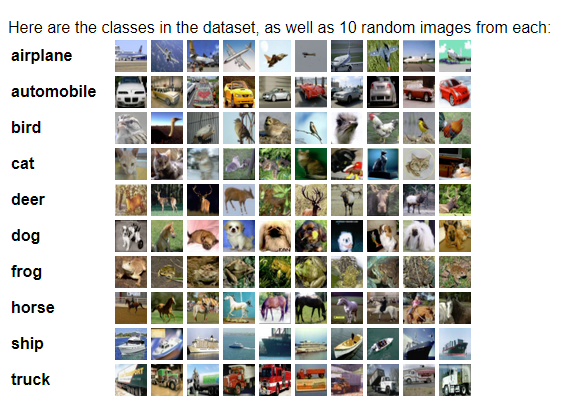 Here are the classes in the dataset, as well as 10 random images from each:
airplane
automobile
bird
cat
deer
dog
frog
horse
ship
truck